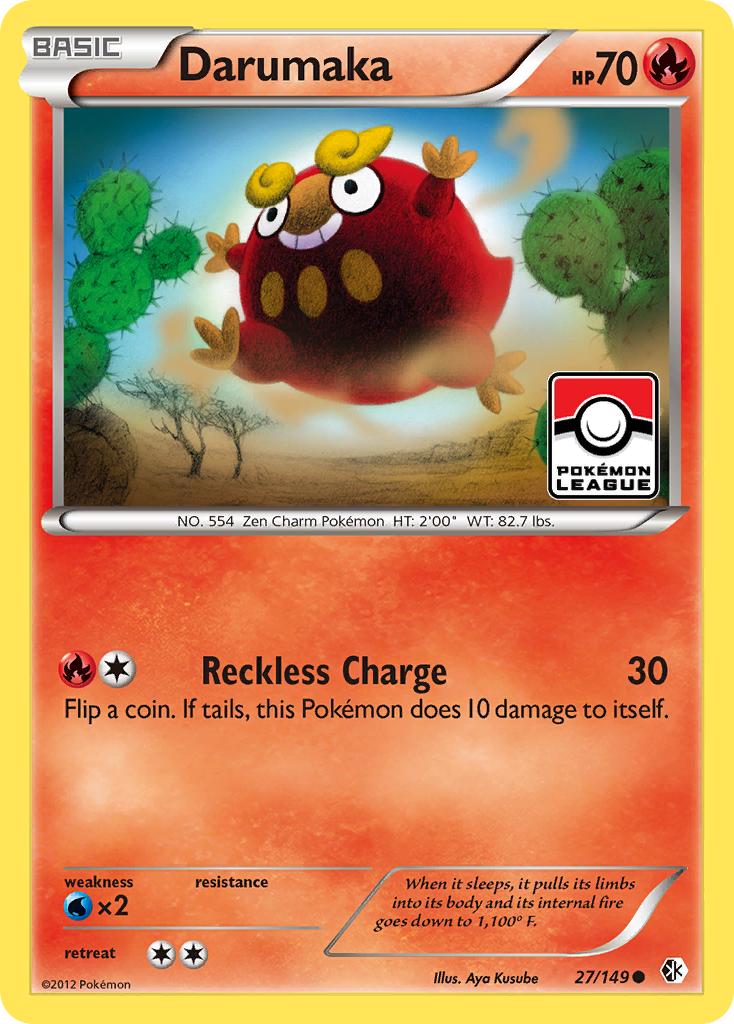 BASIC
Darumaka
HP70
POKÉMON
LEAGUE
NO. 554 Zen Charm Pokémon HT: 2'00" WT: 82.7 lbs.
Reckless Charge 30
Flip a coin. If tails, this Pokémon does 10 damage to itself.
weakness resistance
×2
When it sleeps, it pulls its limbs
into its body and its internal fire
goes down to 1,100º F.
retreat
©2012 Pokémon
Illus. Aya Kusube
27/149